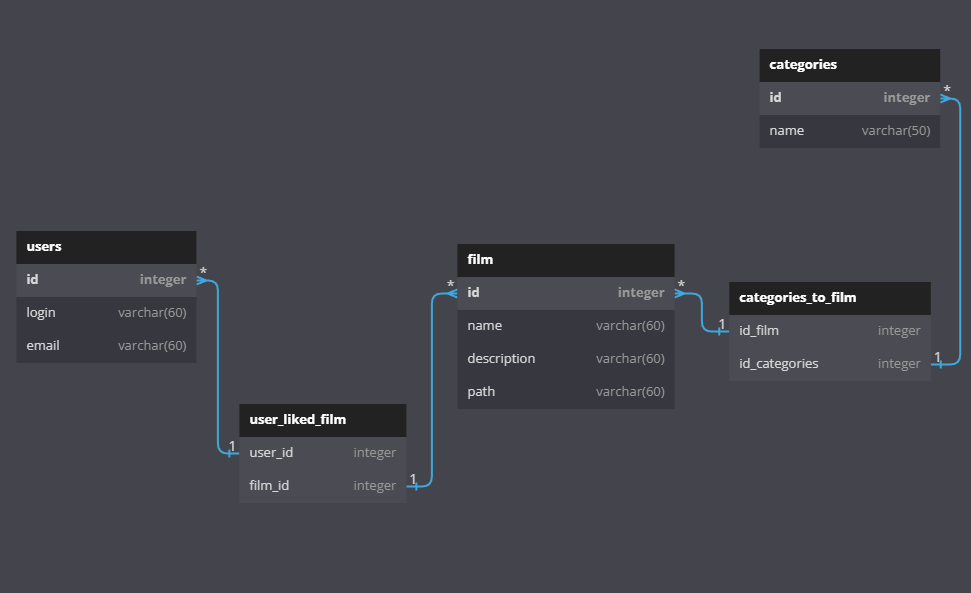 categories
id integer
name varchar(50)
*
users
id integer
login varchar(60)
email varchar(60)
*
film
id integer
name varchar(60)
description varchar(60)
path varchar(60)
*
*
categories_to_film
id_film integer
id_categories integer
1
1
user_liked_film
user_id integer
film_id integer
1
1